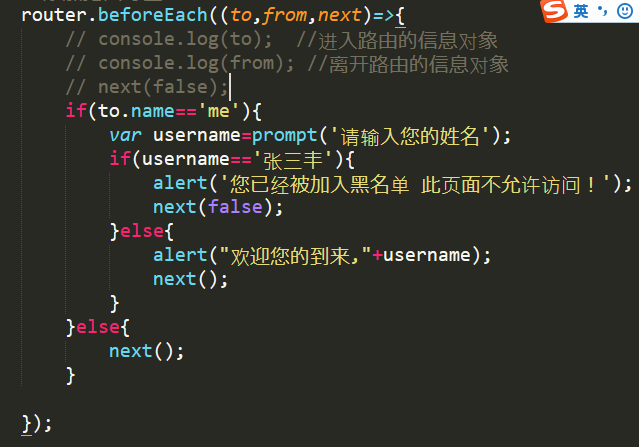 router.beforeEach((to,from,next)=>{
    // console.log(to);  //进入路由的信息对象
    // console.log(from); //离开路由的信息对象
    // next(false);
    if(to.name=='me'){
        var username=prompt('请输入您的姓名');
        if(username=='张三丰'){
            alert('您已经被加入黑名单 此页面不允许访问！');
            next(false);
        }else{
            alert("欢迎您的到来,"+username);
            next();
        }
    }else{
        next();
    }
});
S 英